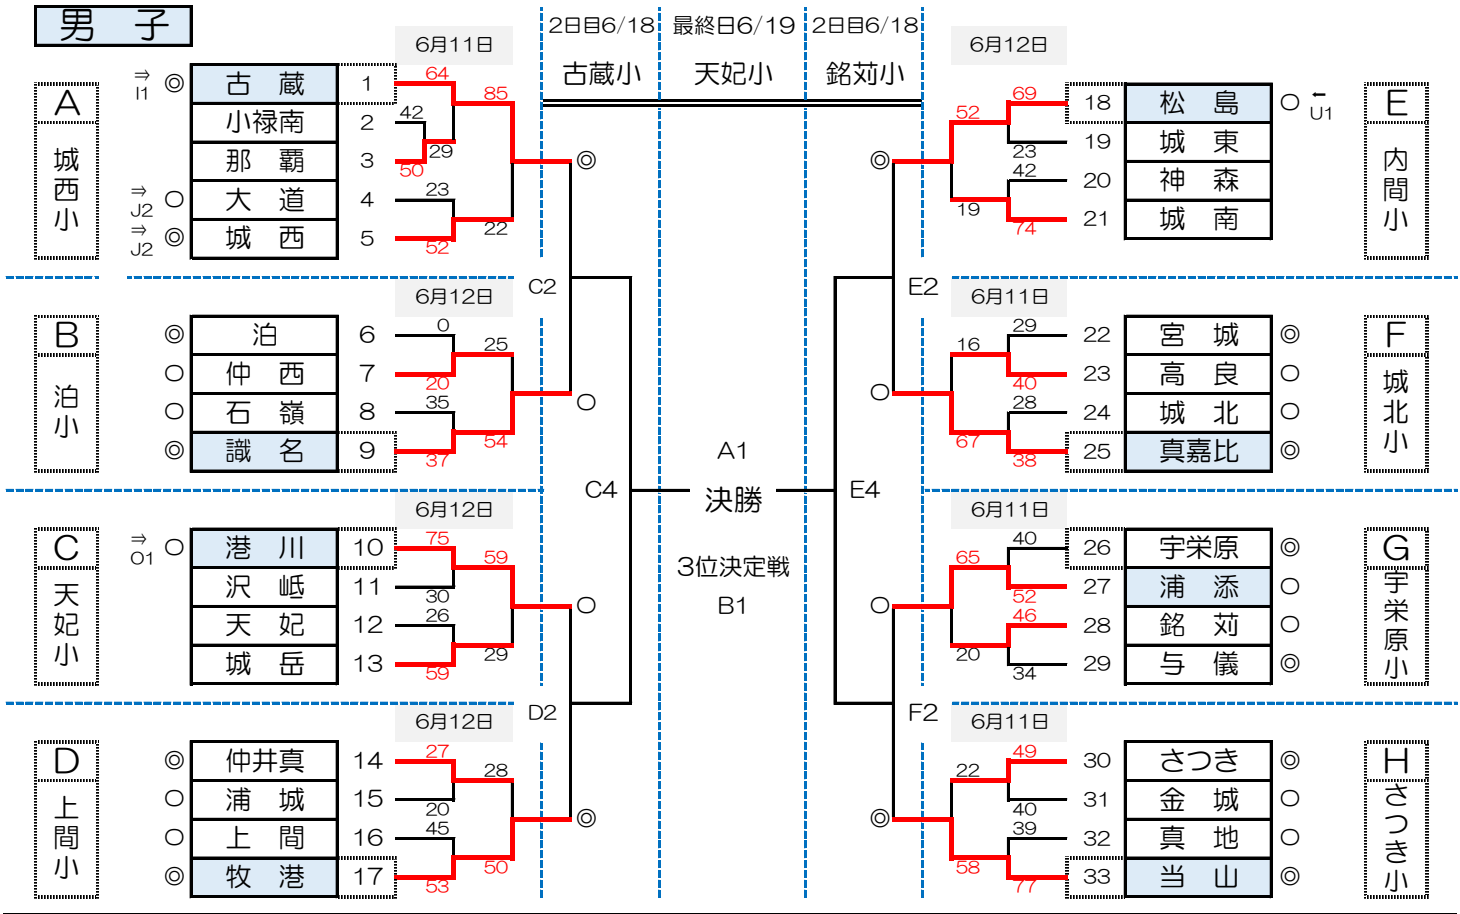 男 子
2日目6/18 最終日6/19 2日目6/18
古蔵小 天妃小 銘苅小
6月11日
A 城西小
⇒ I1 ◎ 古 蔵 1 64
85
小禄南 2 42
29
那 覇 3 50
⇒ J2 ○ 大 道 4 23
22
⇒ J2 ◎ 城 西 5 52
◎
C2
6月12日
B 泊小
◎ 泊 6 0
25
○ 仲 西 7 20
○ 石 嶺 8 35
54
◎ 識 名 9 37
○
C4
6月12日
C 天妃小
⇒ O1 ○ 港 川 10 75
59
沢 岻 11 30
天 妃 12 26
29
城 岳 13 59
○
D2
6月12日
D 上間小
◎ 仲井真 14 27
28
○ 浦 城 15 20
○ 上 間 16 45
50
◎ 牧 港 17 53
◎
A1
決勝
3位決定戦
B1
6月12日
E 内間小
69 18 松 島 ○ ← U1
52
23 19 城 東
42 20 神 森
19
74 21 城 南
◎
E2
6月11日
F 城北小
29 22 宮 城 ◎
16
40 23 高 良 ○
28 24 城 北 ○
67
38 25 真嘉比 ◎
○
E4
6月11日
G 宇栄原小
40 26 宇栄原 ◎
65
52 27 浦 添 ○
46 28 銘 苅 ○
20
34 29 与 儀 ◎
○
F2
6月11日
H さつき小
49 30 さつき ◎
22
40 31 金 城 ○
39 32 真 地 ○
58
77 33 当 山 ◎
◎